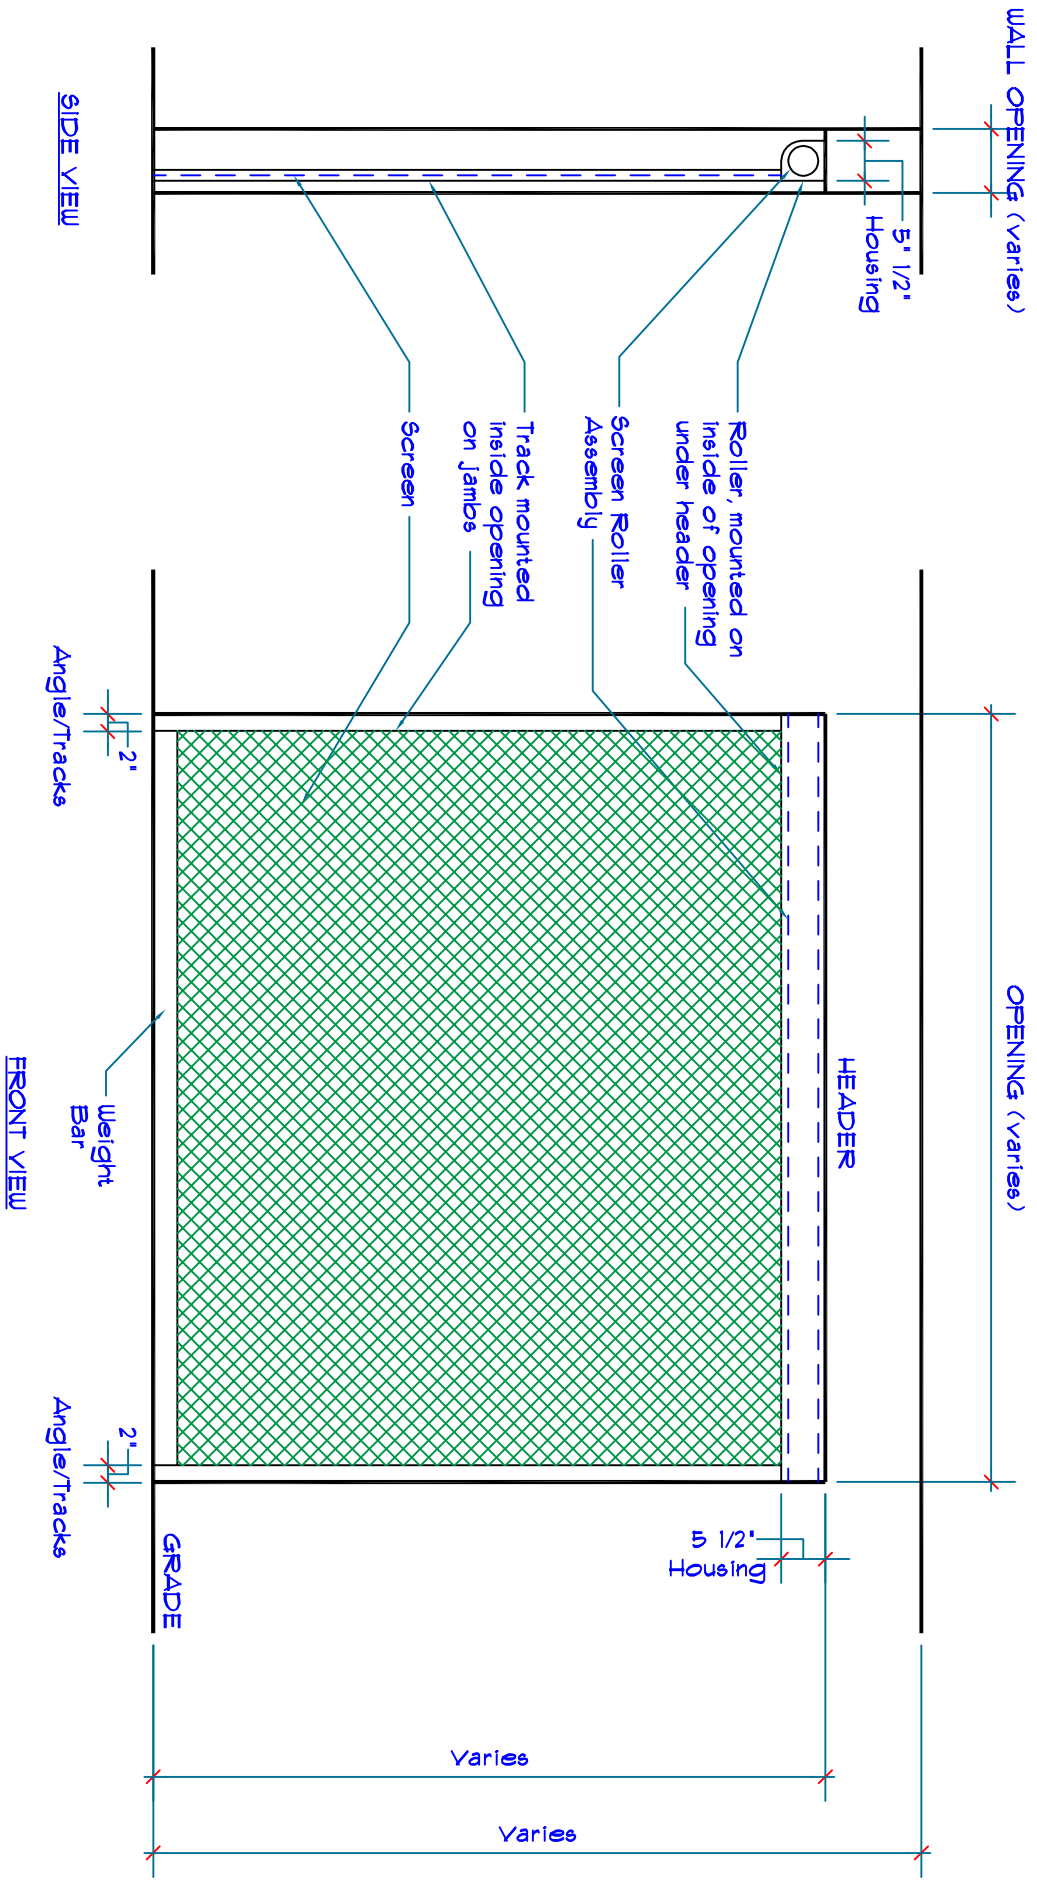 WALL OPENING (varies)
5" 1/2"
Housing
Roller, mounted on
inside of opening
under header
Screen Roller
Assembly
Track mounted
inside opening
on jambs
Screen
SIDE VIEW
OPENING (varies)
HEADER
5 1/2"
Housing
2"
Angle/Tracks
Weight
Bar
2"
Angle/Tracks
GRADE
Varies
Varies
FRONT VIEW